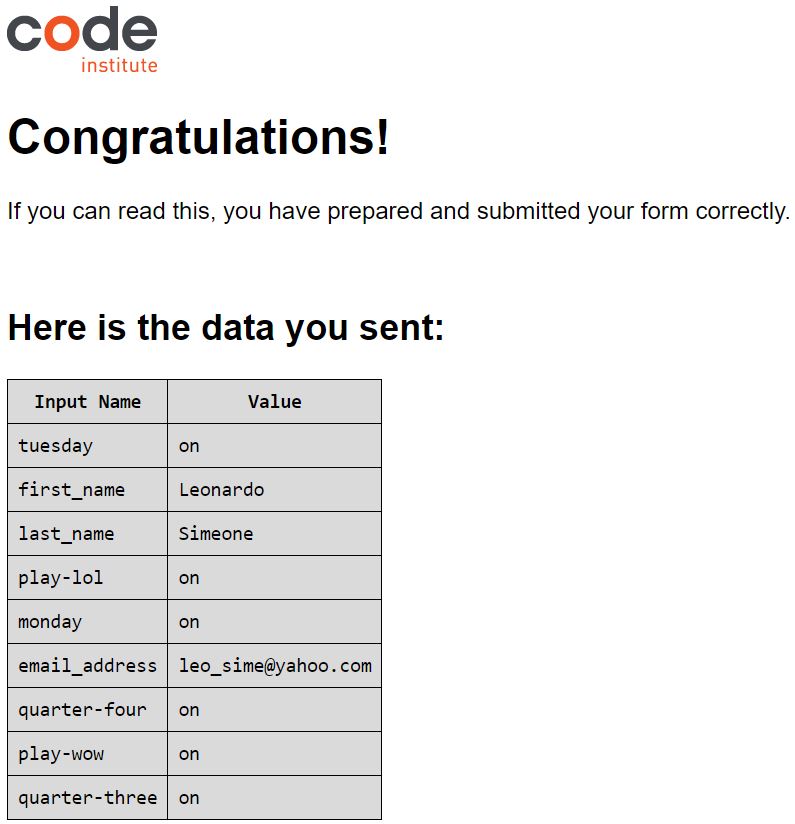 code
institute
Congratulations!
If you can read this, you have prepared and submitted your form correctly.
Here is the data you sent:
Input Name Value
tuesday on
first_name Leonardo
last_name Simeone
play-lol on
monday on
email_address leo_sime@yahoo.com
quarter-four on
play-wow on
quarter-three on